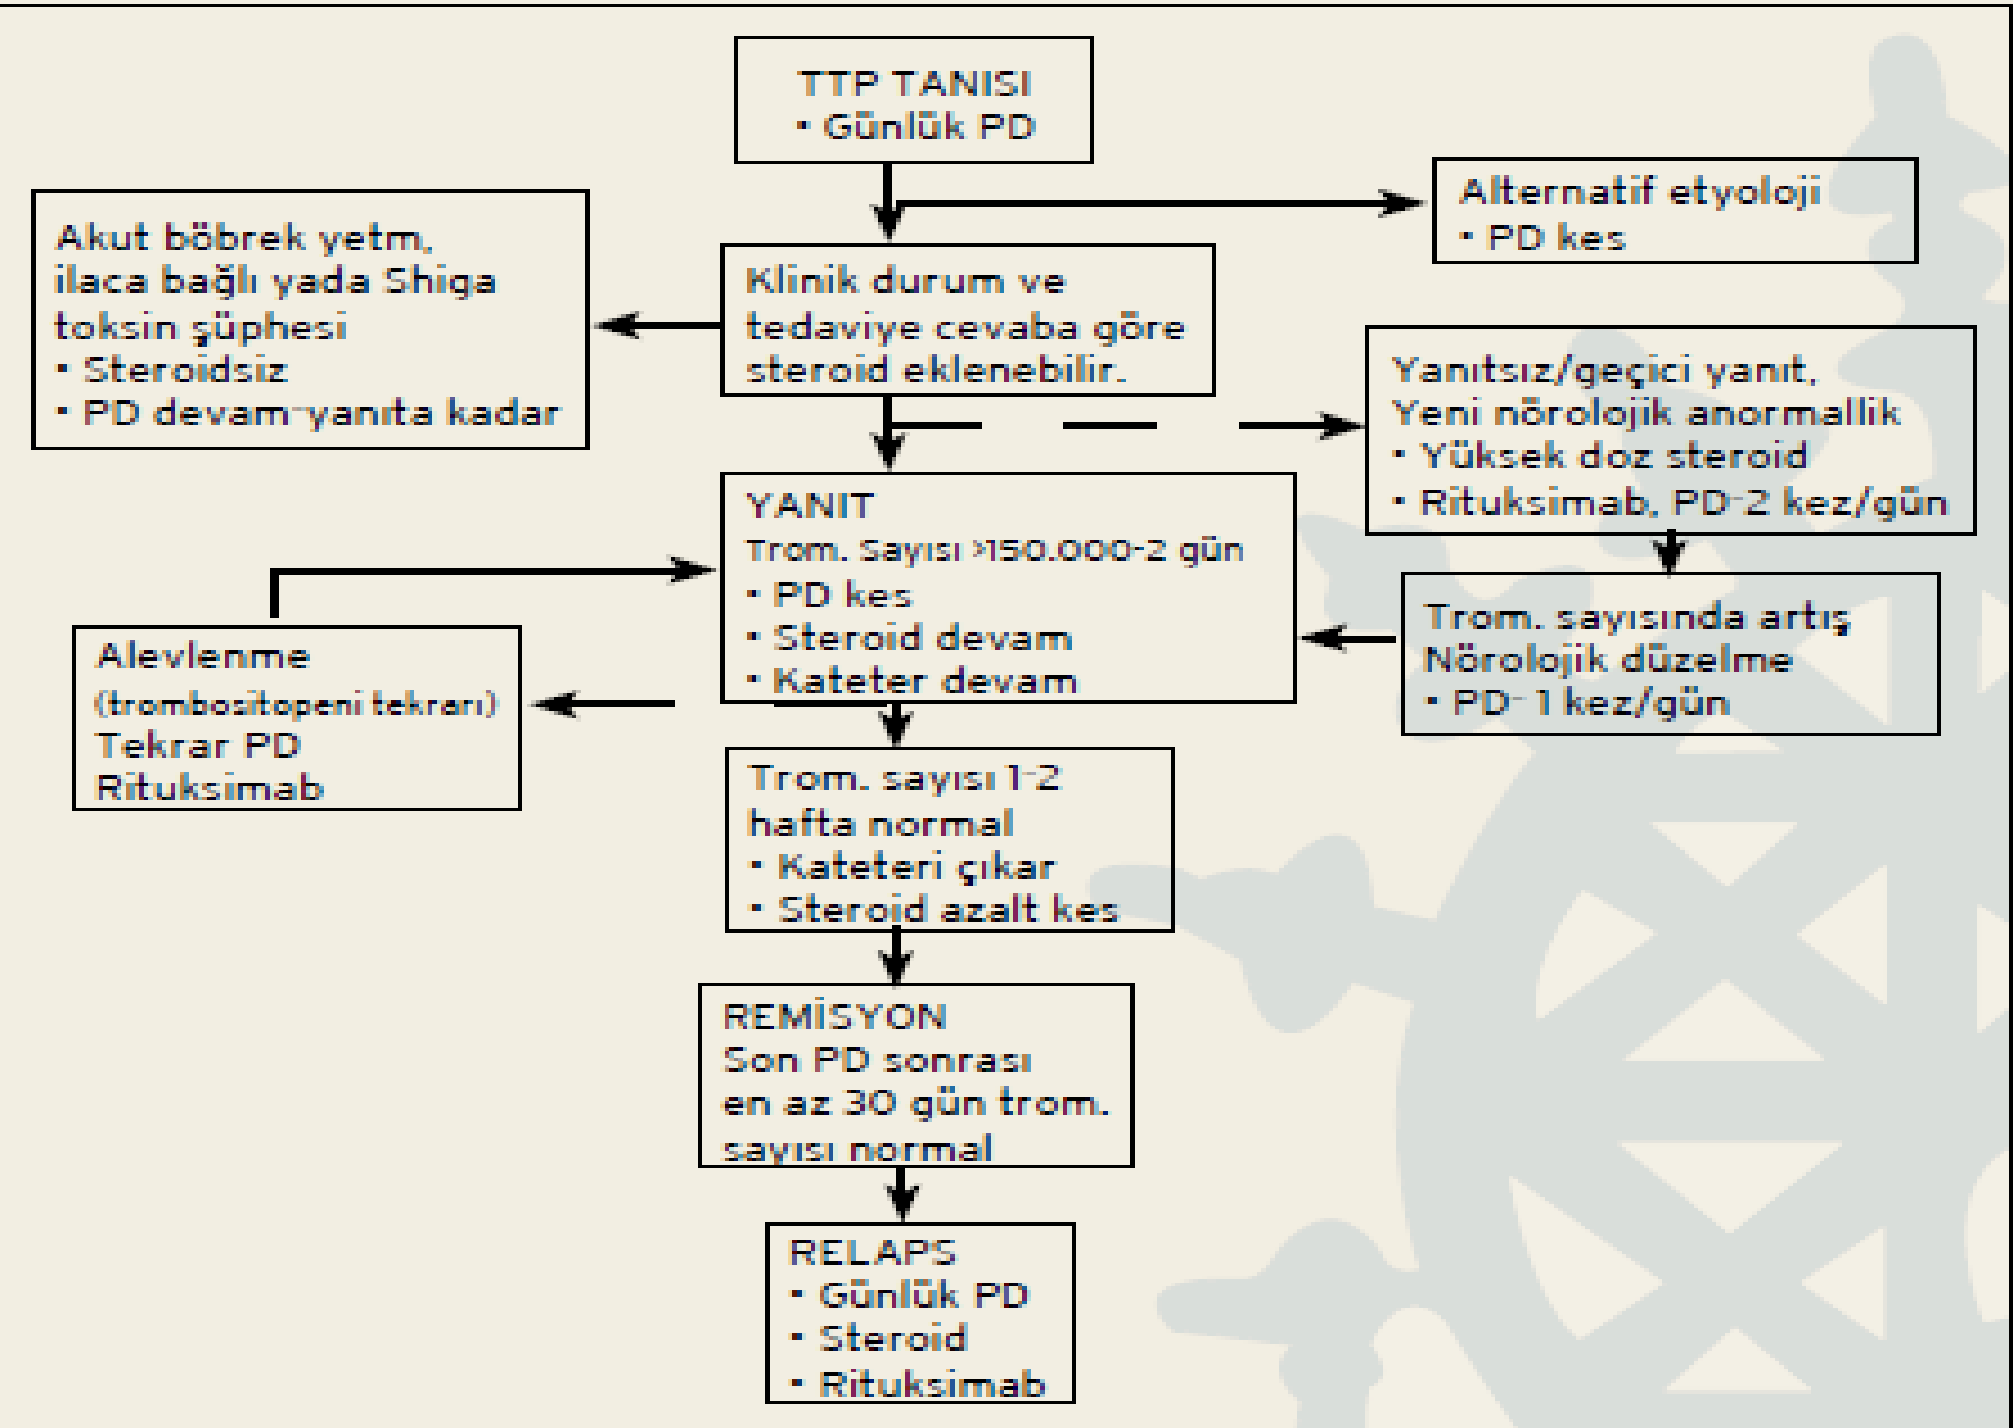 TTP TANISI
• Günlük PD
Alternatif etyoloji
• PD kes
Akut böbrek yetm,
ilaca bağlı yada Shiga
toksin şüphesi
• Steroidsiz
• PD devam-yanıta kadar
Klinik durum ve
tedaviye cevaba göre
steroid eklenebilir.
Yanıtsız/geçici yanıt,
Yeni nörolojik anormallik
• Yüksek doz steroid
• Rituksimab, PD-2 kez/gün
YANIT
Trom. Sayısı >150.000-2 gün
• PD kes
• Steroid devam
• Kateter devam
Trom. sayısında artış
Nörolojik düzelme
• PD- 1 kez/gün
Alevlenme
(trombositopeni tekrarı)
Tekrar PD
Rituksimab
Trom. sayısı 1-2
hafta normal
• Kateteri çıkar
• Steroid azalt kes
REMİSYON
Son PD sonrası
en az 30 gün trom.
sayısı normal
RELAPS
• Günlük PD
• Steroid
• Rituksimab